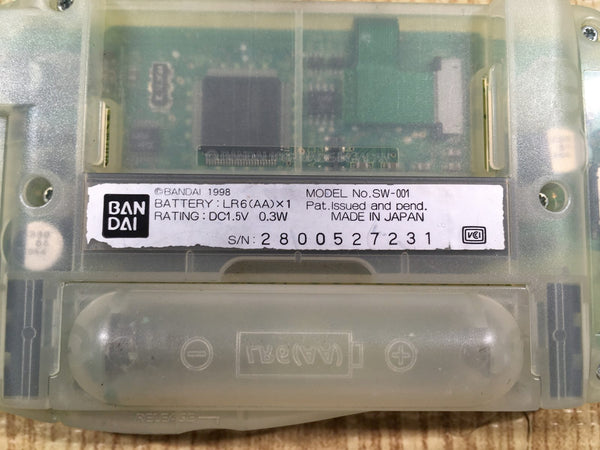 BAN
DAI
©BANDAI 1998
BATTERY: LR6(AA)×1
RATING: DC1.5V 0.3W
MODEL No.SW-001
Pat.issued and pend.
MADE IN JAPAN
S/N: 2800527231
VCI
⊖ LR6(AA) ⊕
RELEASE